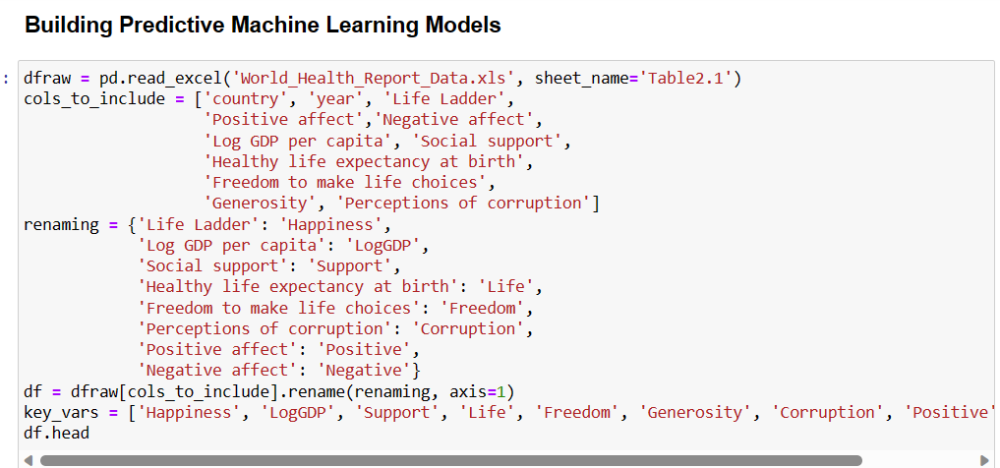 Building Predictive Machine Learning Models
: dfraw = pd.read_excel('World_Health_Report_Data.xls', sheet_name='Table2.1')
cols_to_include = ['country', 'year', 'Life Ladder',
'Positive affect','Negative affect',
'Log GDP per capita', 'Social support',
'Healthy life expectancy at birth',
'Freedom to make life choices',
'Generosity', 'Perceptions of corruption']
renaming = {'Life Ladder': 'Happiness',
'Log GDP per capita': 'LogGDP',
'Social support': 'Support',
'Healthy life expectancy at birth': 'Life',
'Freedom to make life choices': 'Freedom',
'Perceptions of corruption': 'Corruption',
'Positive affect': 'Positive',
'Negative affect': 'Negative'}
df = dfraw[cols_to_include].rename(renaming, axis=1)
key_vars = ['Happiness', 'LogGDP', 'Support', 'Life', 'Freedom', 'Generosity', 'Corruption', 'Positive'
df.head